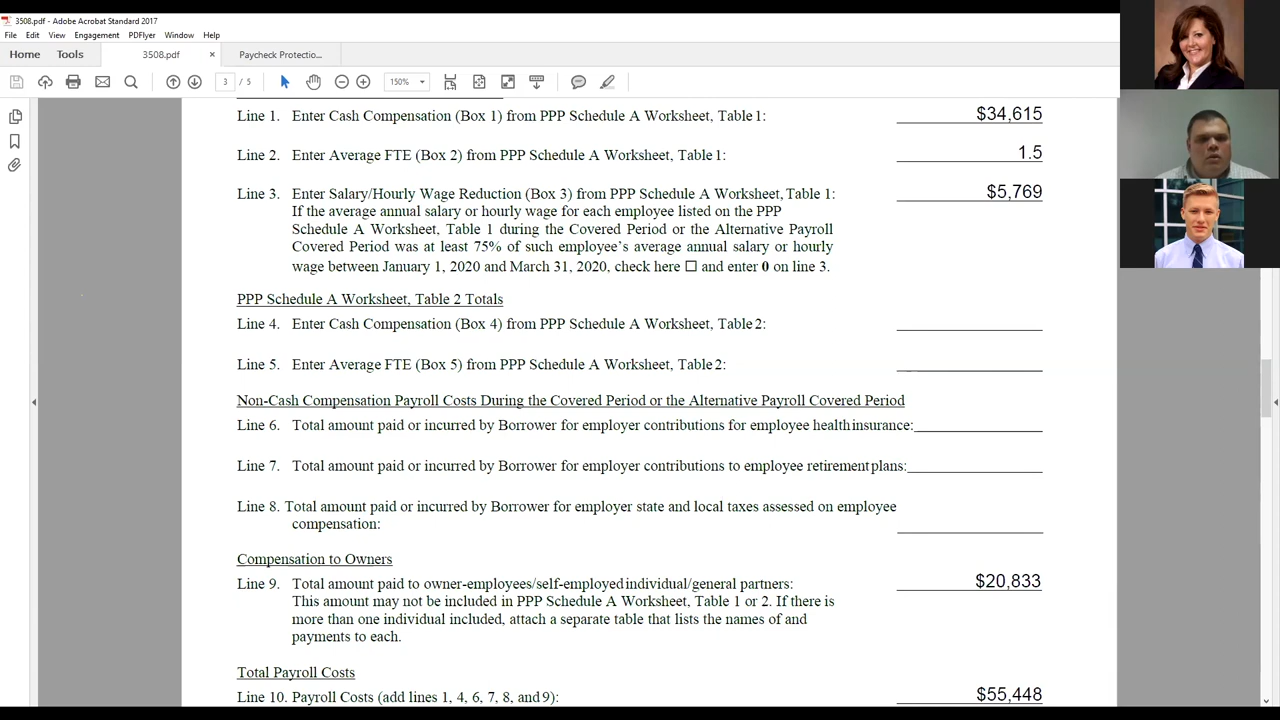 3508.pdf - Adobe Acrobat Standard 2017
File Edit View Engagement PDFlyer Window Help
Home Tools 3508.pdf × Paycheck Protectio...
3 / 5 150%
Line 1. Enter Cash Compensation (Box 1) from PPP Schedule A Worksheet, Table 1: $34,615
Line 2. Enter Average FTE (Box 2) from PPP Schedule A Worksheet, Table 1: 1.5
Line 3. Enter Salary/Hourly Wage Reduction (Box 3) from PPP Schedule A Worksheet, Table 1: $5,769
If the average annual salary or hourly wage for each employee listed on the PPP
Schedule A Worksheet, Table 1 during the Covered Period or the Alternative Payroll
Covered Period was at least 75% of such employee's average annual salary or hourly
wage between January 1, 2020 and March 31, 2020, check here ☐ and enter 0 on line 3.
PPP Schedule A Worksheet, Table 2 Totals
Line 4. Enter Cash Compensation (Box 4) from PPP Schedule A Worksheet, Table 2:
Line 5. Enter Average FTE (Box 5) from PPP Schedule A Worksheet, Table 2:
Non-Cash Compensation Payroll Costs During the Covered Period or the Alternative Payroll Covered Period
Line 6. Total amount paid or incurred by Borrower for employer contributions for employee health insurance:
Line 7. Total amount paid or incurred by Borrower for employer contributions to employee retirement plans:
Line 8. Total amount paid or incurred by Borrower for employer state and local taxes assessed on employee
compensation:
Compensation to Owners
Line 9. Total amount paid to owner-employees/self-employed individual/general partners: $20,833
This amount may not be included in PPP Schedule A Worksheet, Table 1 or 2. If there is
more than one individual included, attach a separate table that lists the names of and
payments to each.
Total Payroll Costs
Line 10. Payroll Costs (add lines 1, 4, 6, 7, 8, and 9): $55,448